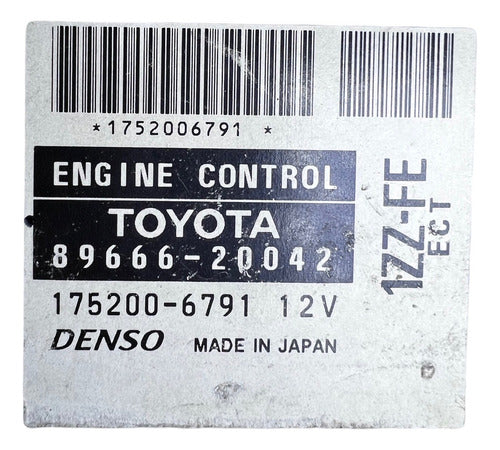 *1752006791 *
ENGINE CONTROL
TOYOTA
89666-20042
175200-6791 12V
DENSO MADE IN JAPAN
1ZZ-FE
ECT